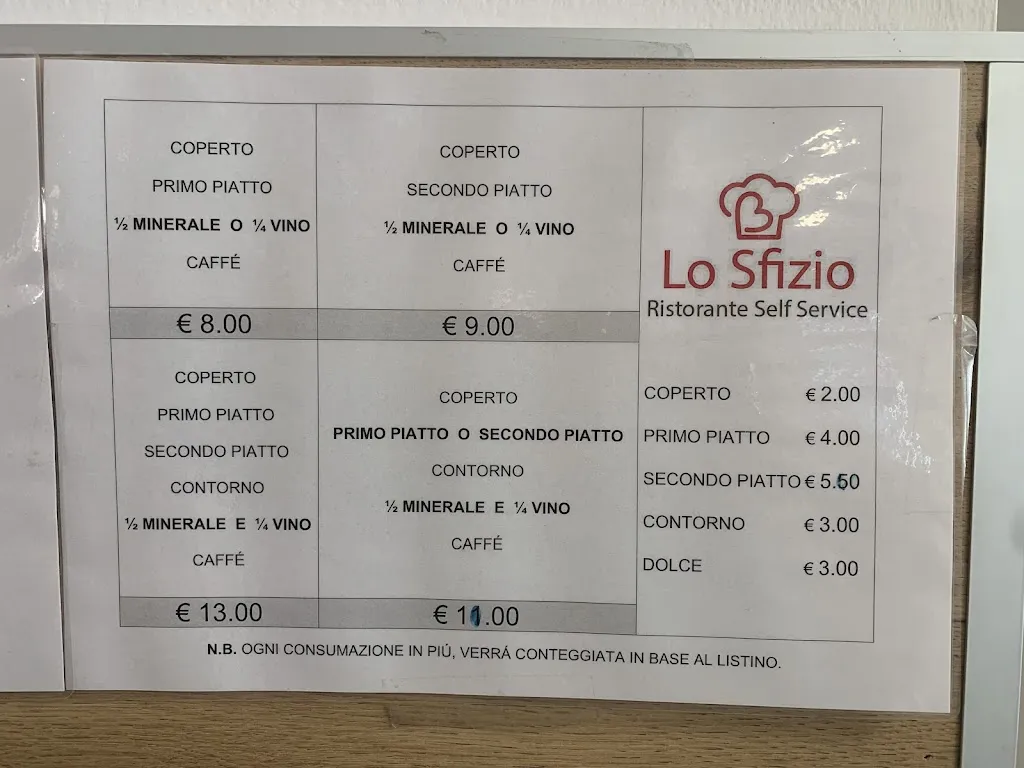 COPERTO
PRIMO PIATTO
½ MINERALE O ¼ VINO
CAFFÉ
€ 8.00
COPERTO
SECONDO PIATTO
½ MINERALE O ¼ VINO
CAFFÉ
€ 9.00
COPERTO
PRIMO PIATTO
SECONDO PIATTO
CONTORNO
½ MINERALE E ¼ VINO
CAFFÉ
€ 13.00
COPERTO
PRIMO PIATTO O SECONDO PIATTO
CONTORNO
½ MINERALE E ¼ VINO
CAFFÉ
€ 11.00
Lo Sfizio
Ristorante Self Service
COPERTO € 2.00
PRIMO PIATTO € 4.00
SECONDO PIATTO € 5.50
CONTORNO € 3.00
DOLCE € 3.00
N.B. OGNI CONSUMAZIONE IN PIÚ, VERRÁ CONTEGGIATA IN BASE AL LISTINO.